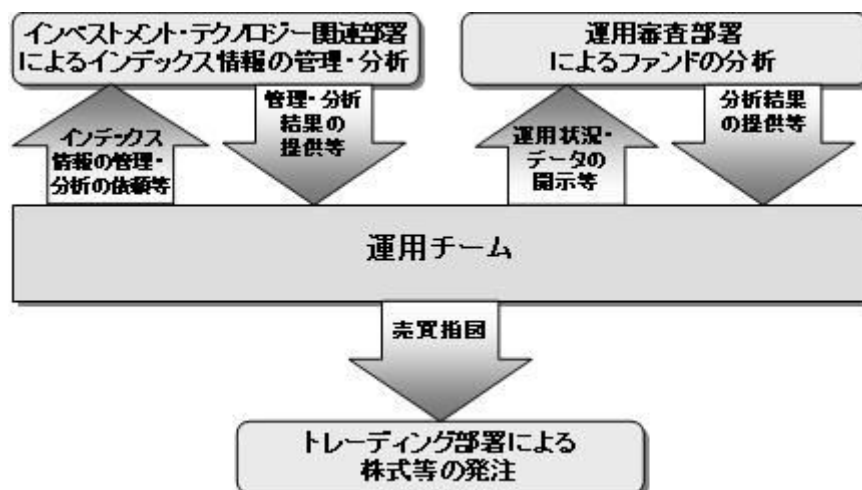 インベストメント・テクノロジー関連部署
によるインデックス情報の管理・分析
運用審査部署
によるファンドの分析
インデックス
情報の管理・
分析の依頼等
管理・分析
結果の
提供等
運用状況・
データの
開示等
分析結果
の提供等
運用チーム
売買指図
トレーディング部署による
株式等の発注